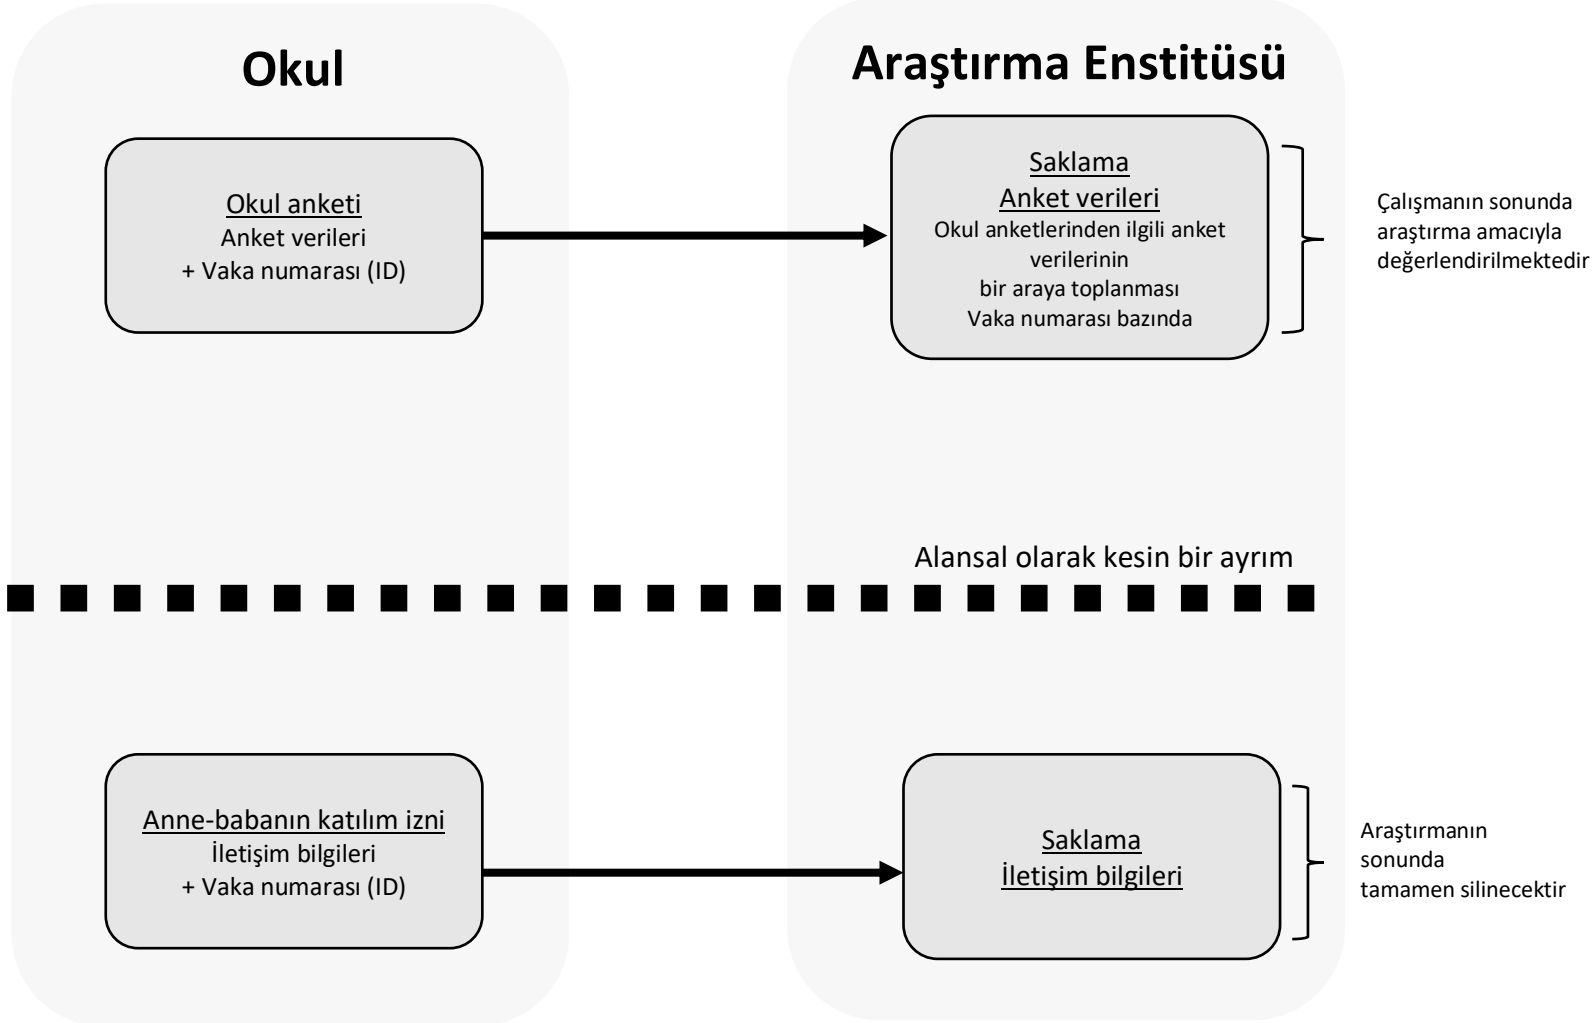 Okul
Araştırma Enstitüsü
Okul anketi
Anket verileri
+ Vaka numarası (ID)
Saklama
Anket verileri
Okul anketlerinden ilgili anket
verilerinin
bir araya toplanması
Vaka numarası bazında
Çalışmanın sonunda
araştırma amacıyla
değerlendirilmektedir
Alansal olarak kesin bir ayrım
Anne-babanın katılım izni
İletişim bilgileri
+ Vaka numarası (ID)
Saklama
İletişim bilgileri
Araştırmanın
sonunda
tamamen silinecektir